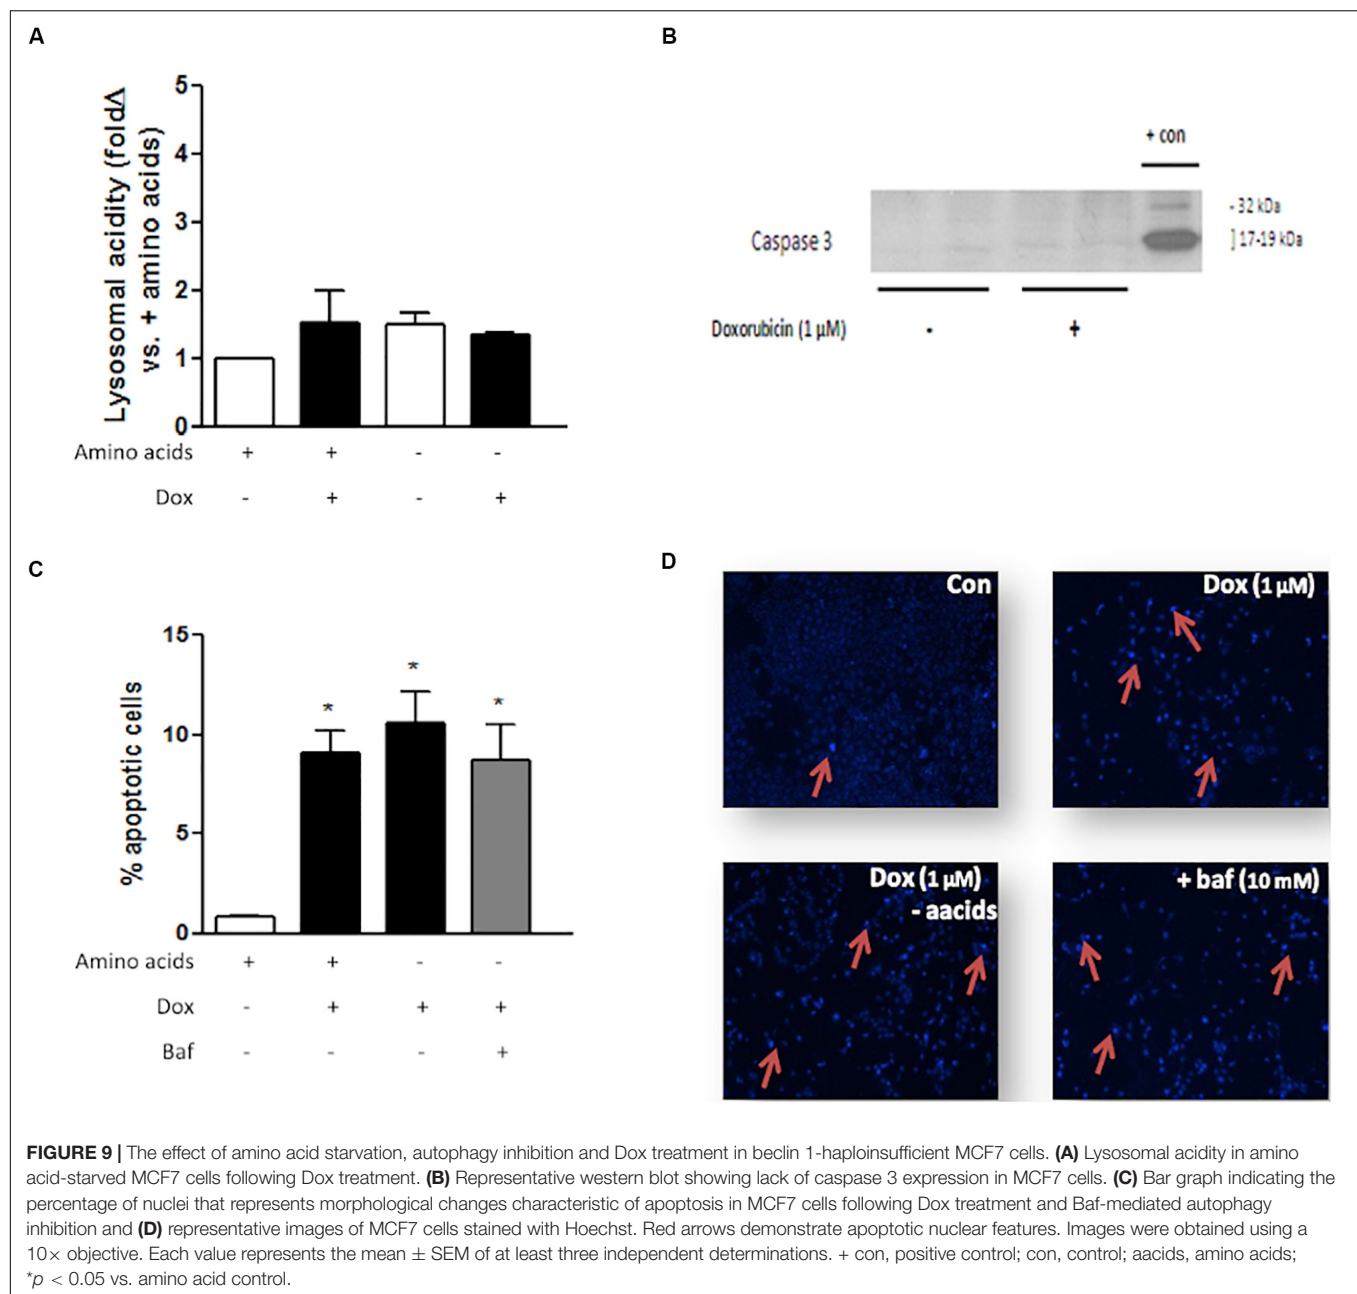 A
Lysosomal acidity (foldΔ
vs. + amino acids)
5
4
3
2
1
0
Amino acids + + - -
Dox - + - +
B
+ con
Caspase 3
- 32 kDa
] 17-19 kDa
Doxorubicin (1 µM) - +
C
% apoptotic cells
15
10
5
0
* * *
Amino acids + + - -
Dox - + + +
Baf - - - +
D
Con
Dox (1 µM)
Dox (1 µM)
- aacids
+ baf (10 mM)
FIGURE 9 | The effect of amino acid starvation, autophagy inhibition and Dox treatment in beclin 1-haploinsufficient MCF7 cells. (A) Lysosomal acidity in amino
acid-starved MCF7 cells following Dox treatment. (B) Representative western blot showing lack of caspase 3 expression in MCF7 cells. (C) Bar graph indicating the
percentage of nuclei that represents morphological changes characteristic of apoptosis in MCF7 cells following Dox treatment and Baf-mediated autophagy
inhibition and (D) representative images of MCF7 cells stained with Hoechst. Red arrows demonstrate apoptotic nuclear features. Images were obtained using a
10× objective. Each value represents the mean ± SEM of at least three independent determinations. + con, positive control; con, control; aacids, amino acids;
*p < 0.05 vs. amino acid control.